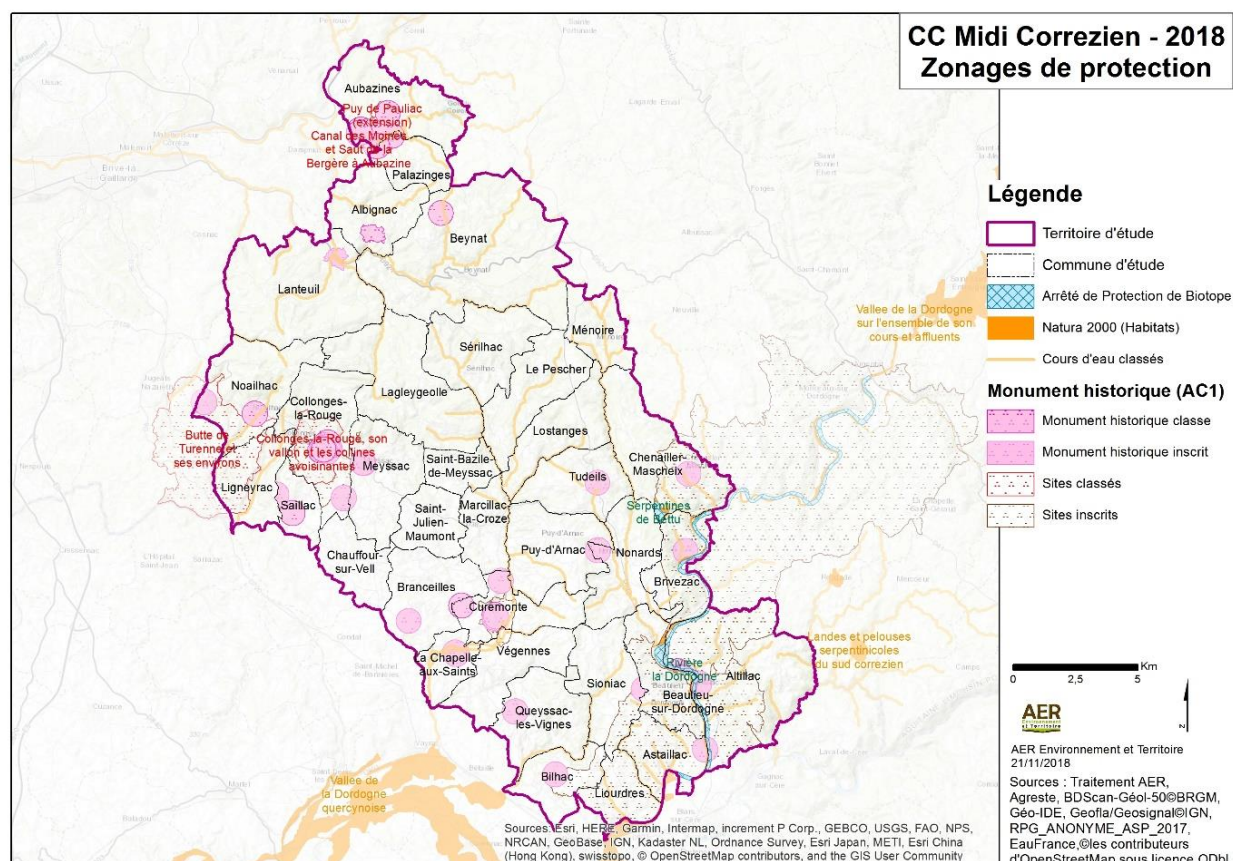 CC Midi Correzien - 2018
Zonages de protection
Aubazines
Puy de Pauliac
(extension)
Canal des Moines
et Saut de la
Bergère à Aubazine
Palazinges
Albignac
Beynat
Lanteuil
Ménoire
Sérilhac
Le Pescher
Noailhac
Lagleygeolle
Collonges-
la-Rouge
Lostanges
Butte de
Turenne et
ses environs
Collonges-la-Rouge, son
vallon et les collines
avoisinantes
Meyssac
Saint-Bazile-
de-Meyssac
Chenailler-
Mascheix
Tudeils
Ligneyrac
Saillac
Saint-
Julien-
Maumont
Marcillac-
la-Croze
Serpentines
de Bettu
Puy-d'Arnac
Nonards
Chauffour-
sur-Vell
Branceilles
Brivezac
Curemonte
La Chapelle-
aux-Saints
Végennes
Sioniac
Rivière
la Dordogne
Altillac
Beaulieu-
sur-Dordogne
Queyssac-
les-Vignes
Astaillac
Bilhac
Liourdres
Vallee de la Dordogne
sur l'ensemble de son
cours et affluents
Landes et pelouses
serpentinicoles
du sud correzien
Vallee de
la Dordogne
quercynoise
Brive-la-
Gaillarde
Légende
Territoire d'étude
Commune d'étude
Arrêté de Protection de Biotope
Natura 2000 (Habitats)
Cours d'eau classés
Monument historique (AC1)
Monument historique classe
Monument historique inscrit
Sites classés
Sites inscrits
Km
0 2,5 5
N
AER
Environnement
et Territoire
AER Environnement et Territoire
21/11/2018
Sources : Traitement AER,
Agreste, BDScan-Géol-50©BRGM,
Géo-IDE, Geofla/Geosignal©IGN,
RPG_ANONYME_ASP_2017,
EauFrance,©les contributeurs
d'OpenStreetMap sous licence ODbL
Sources: Esri, HERE, Garmin, Intermap, increment P Corp., GEBCO, USGS, FAO, NPS,
NRCAN, GeoBase, IGN, Kadaster NL, Ordnance Survey, Esri Japan, METI, Esri China
(Hong Kong), swisstopo, © OpenStreetMap contributors, and the GIS User Community